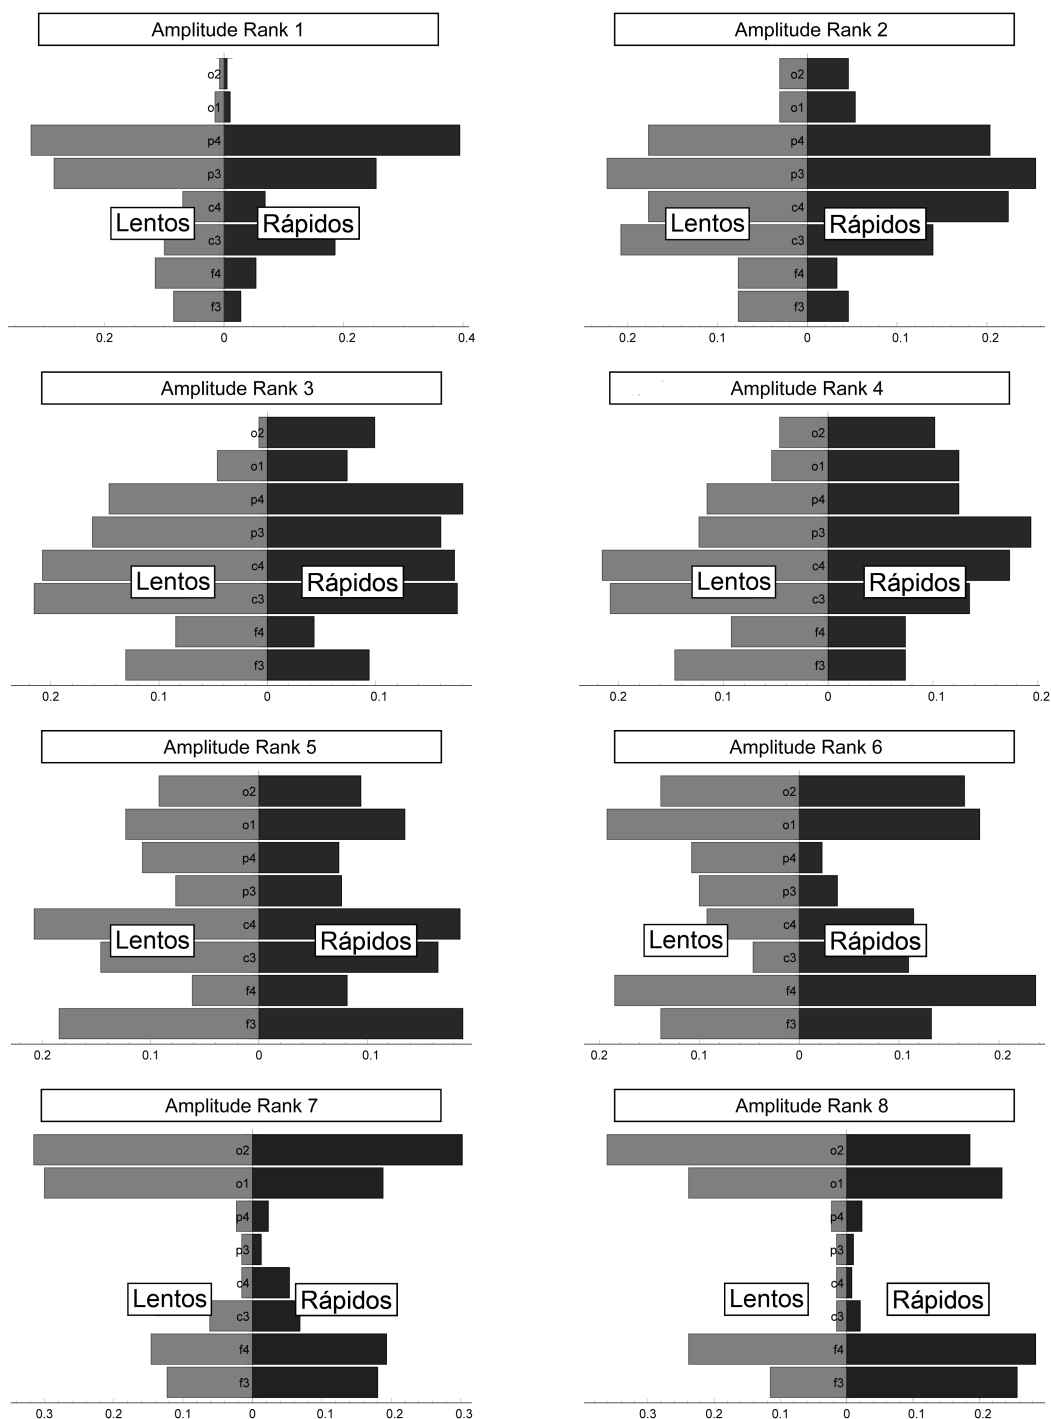 Amplitude Rank 1
o2
o1
p4
p3
c4
Lentos Rápidos
c3
f4
f3
0.2 0 0.2 0.4
Amplitude Rank 2
o2
o1
p4
p3
c4
Lentos Rápidos
c3
f4
f3
0.2 0.1 0 0.1 0.2
Amplitude Rank 3
o2
o1
p4
p3
c4
Lentos Rápidos
c3
f4
f3
0.2 0.1 0 0.1
Amplitude Rank 4
o2
o1
p4
p3
c4
Lentos Rápidos
c3
f4
f3
0.2 0.1 0 0.1 0.2
Amplitude Rank 5
o2
o1
p4
p3
c4
Lentos Rápidos
c3
f4
f3
0.2 0.1 0 0.1
Amplitude Rank 6
o2
o1
p4
p3
c4
Lentos Rápidos
c3
f4
f3
0.2 0.1 0 0.1 0.2
Amplitude Rank 7
o2
o1
p4
p3
c4
Lentos Rápidos
c3
f4
f3
0.3 0.2 0.1 0 0.1 0.2 0.3
Amplitude Rank 8
o2
o1
p4
p3
c4
Lentos Rápidos
c3
f4
f3
0.3 0.2 0.1 0 0.1 0.2